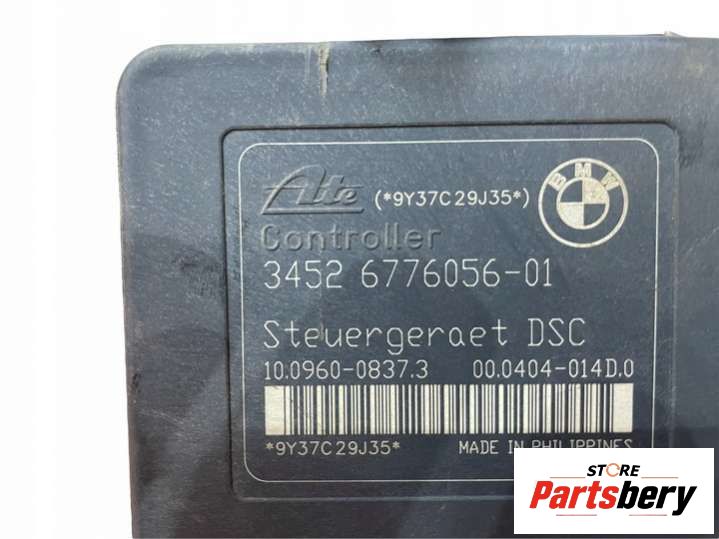 Ate (*9Y37C29J35*) BMW
Controller
3452 6776056-01
Steuergeraet DSC
10.0960-0837.3 00.0404-014D.0
*9Y37C29J35* MADE IN PHILIPPINES
STORE
Partsbery